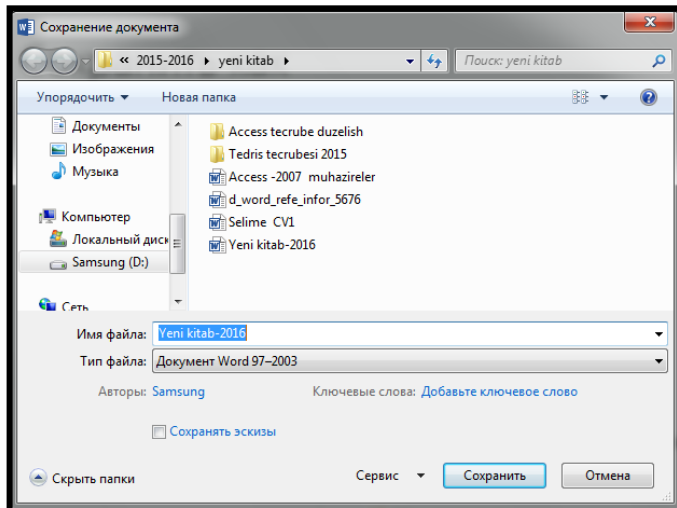 Сохранение документа
« 2015-2016 ▸ yeni kitab ▸ Поиск: yeni kitab
Упорядочить ▾ Новая папка
Документы
Изображения
Музыка
Компьютер
Локальный диск
Samsung (D:)
Сеть
Access tecrube duzelish
Tedris tecrubesi 2015
Access -2007 muhazireler
d_word_refe_infor_5676
Selime CV1
Yeni kitab-2016
Имя файла: Yeni kitab-2016
Тип файла: Документ Word 97–2003
Авторы: Samsung Ключевые слова: Добавьте ключевое слово
Сохранять эскизы
Скрыть папки Сервис ▾ Сохранить Отмена